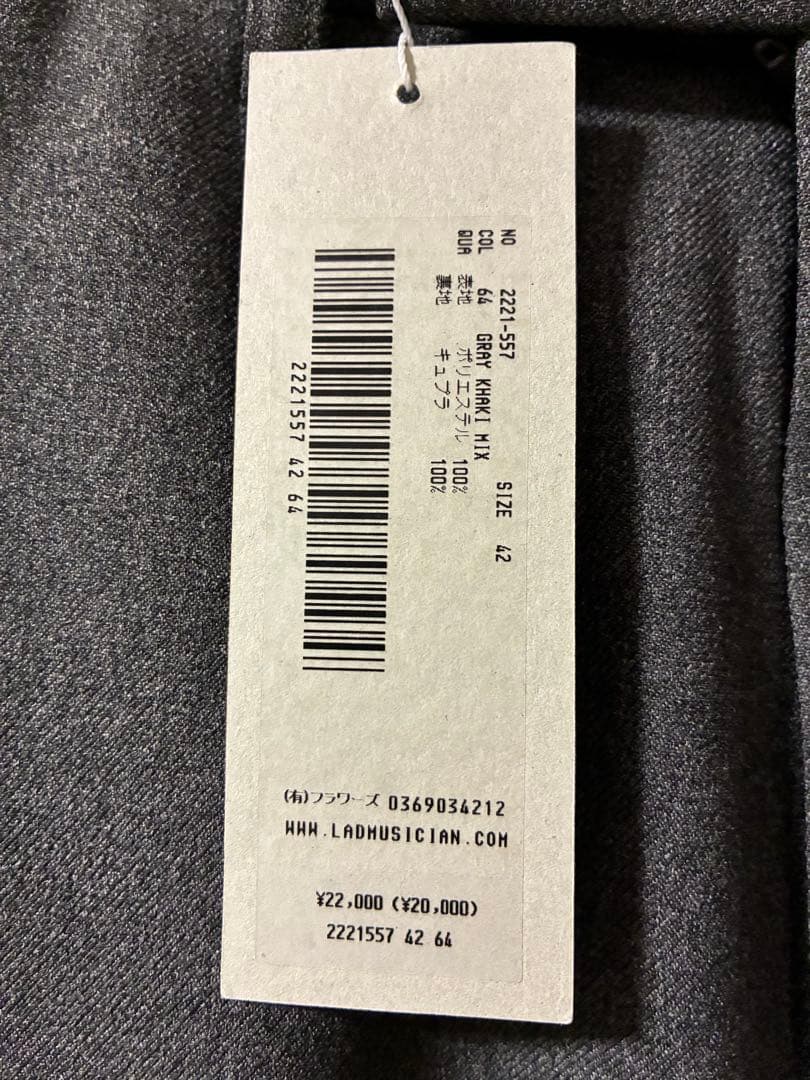 NO 2221-557 SIZE 42
COL 64 GRAY KHAKI MIX
QUA 表地 ポリエステル 100%
裏地 キュプラ 100%
2221557 42 64
(有)フラワーズ 0369034212
WWW.LADMUSICIAN.COM
¥22,000 (¥20,000)
2221557 42 64